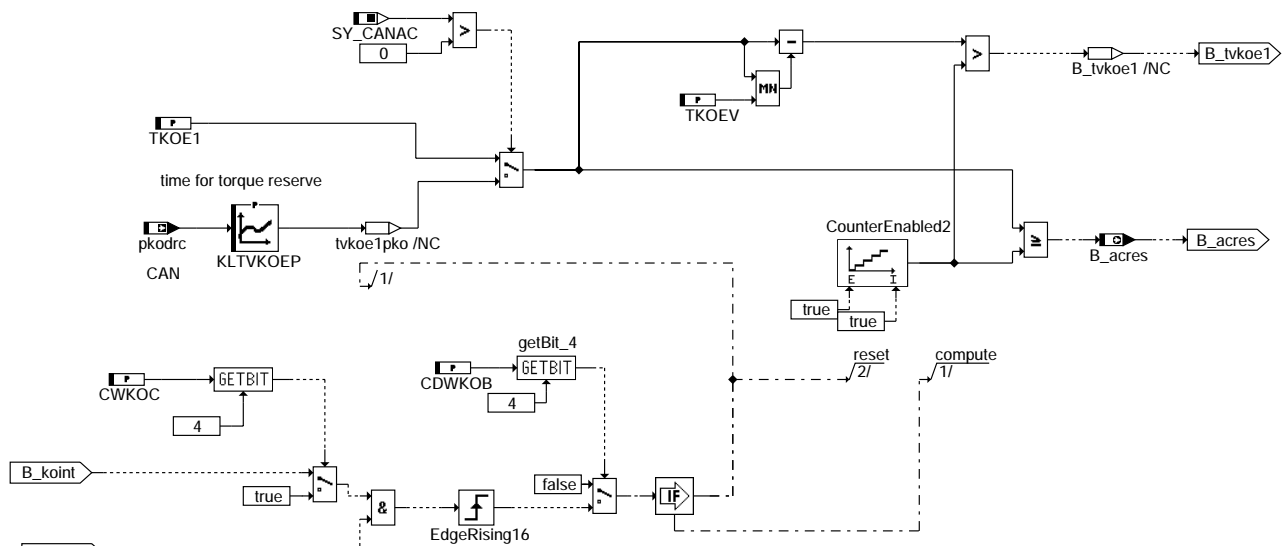 SY_CANAC
>
0
P
TKOE1
time for torque reserve
P
pkodrc
CAN
KLTVKOEP
tvkoe1pko /NC
P
TKOEV
MN
-
>
B_tvkoe1 /NC
B_tvkoe1
CounterEnabled2
E I
true
true
≥
B_acres
B_acres
/1/
reset
2/
compute
1/
getBit_4
P
CWKOC
GETBIT
4
P
CDWKOB
GETBIT
4
B_koint
true
&
EdgeRising16
false
IF